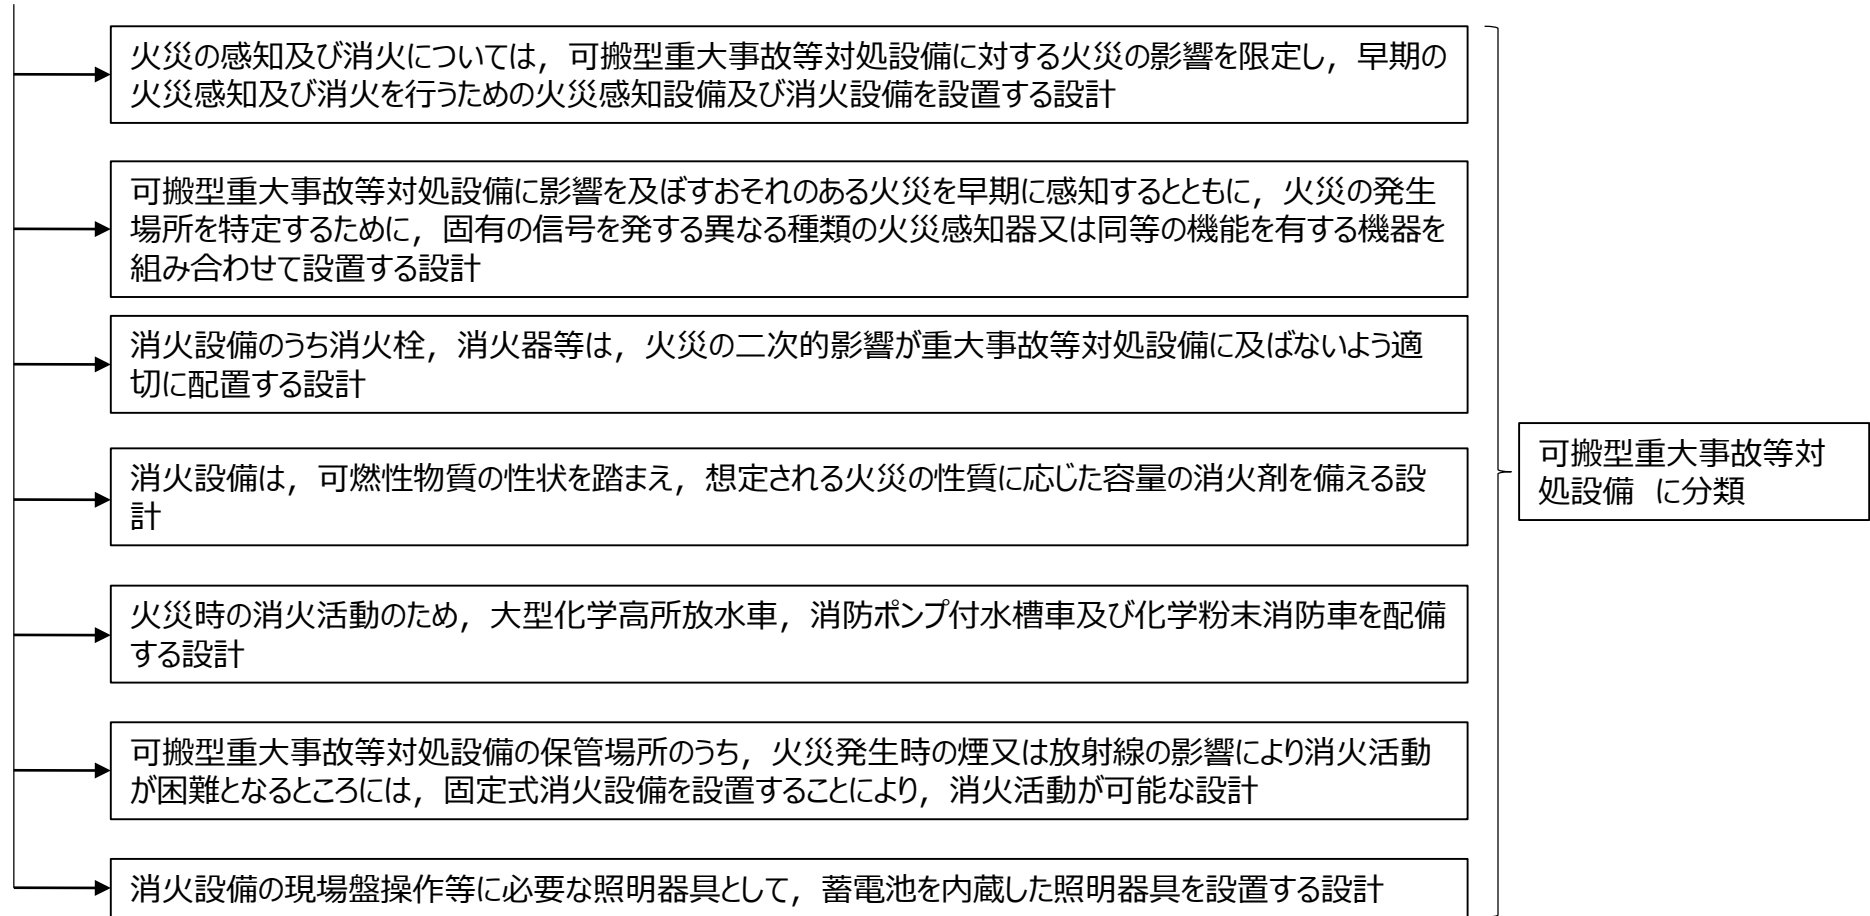 火災の感知及び消火については，可搬型重大事故等対処設備に対する火災の影響を限定し，早期の
火災感知及び消火を行うための火災感知設備及び消火設備を設置する設計
可搬型重大事故等対処設備に影響を及ぼすおそれのある火災を早期に感知するとともに，火災の発生
場所を特定するために，固有の信号を発する異なる種類の火災感知器又は同等の機能を有する機器を
組み合わせて設置する設計
消火設備のうち消火栓，消火器等は，火災の二次的影響が重大事故等対処設備に及ばないよう適
切に配置する設計
消火設備は，可燃性物質の性状を踏まえ，想定される火災の性質に応じた容量の消火剤を備える設
計
火災時の消火活動のため，大型化学高所放水車，消防ポンプ付水槽車及び化学粉末消防車を配備
する設計
可搬型重大事故等対処設備の保管場所のうち，火災発生時の煙又は放射線の影響により消火活動
が困難となるところには，固定式消火設備を設置することにより，消火活動が可能な設計
消火設備の現場盤操作等に必要な照明器具として，蓄電池を内蔵した照明器具を設置する設計
可搬型重大事故等対
処設備　に分類